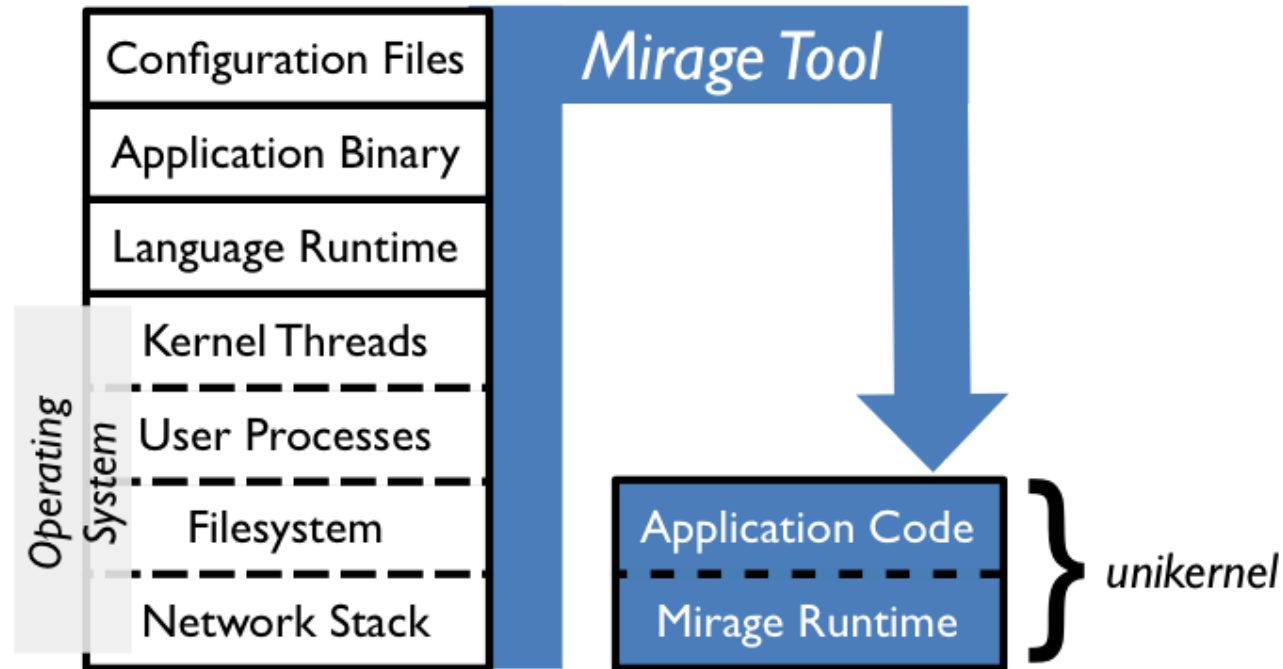 Configuration Files
Mirage Tool
Application Binary
Language Runtime
Kernel Threads
User Processes
Filesystem
Network Stack
Operating
System
Application Code
Mirage Runtime
unikernel